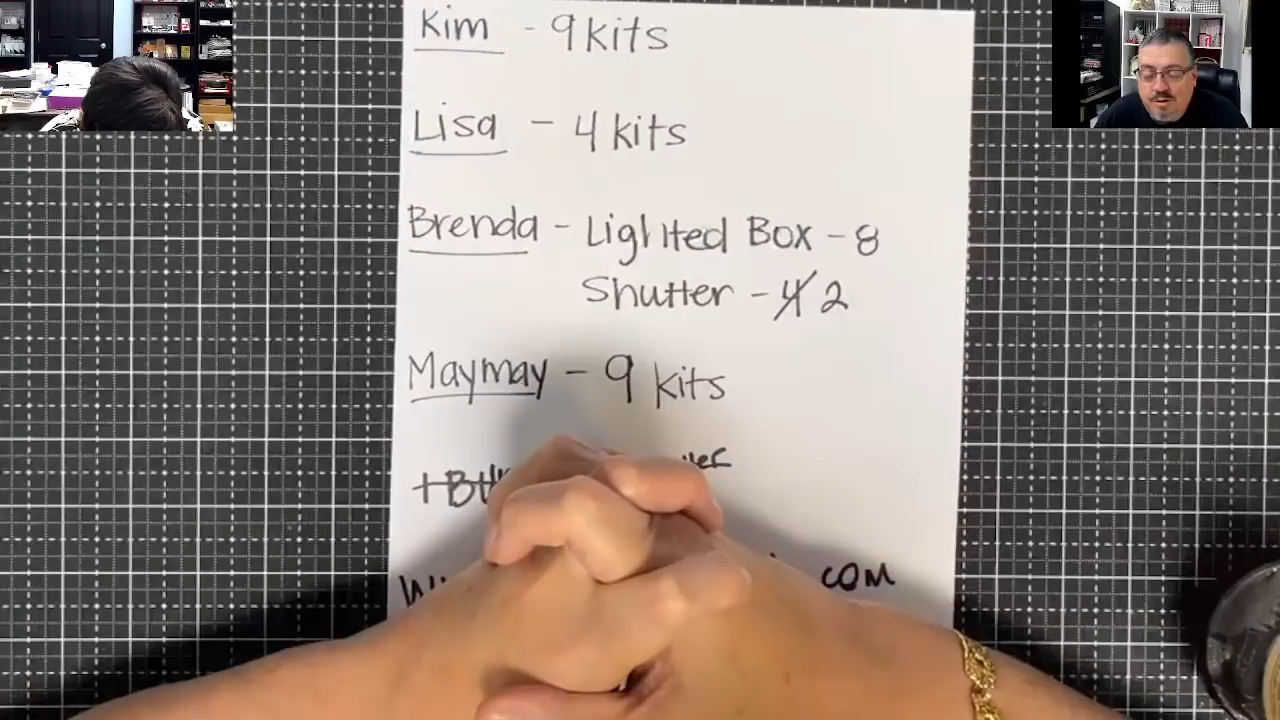 Kim - 9 kits
Lisa - 4 kits
Brenda - Lighted Box - 8
Shutter - 4 2
Maymay - 9 kits
com